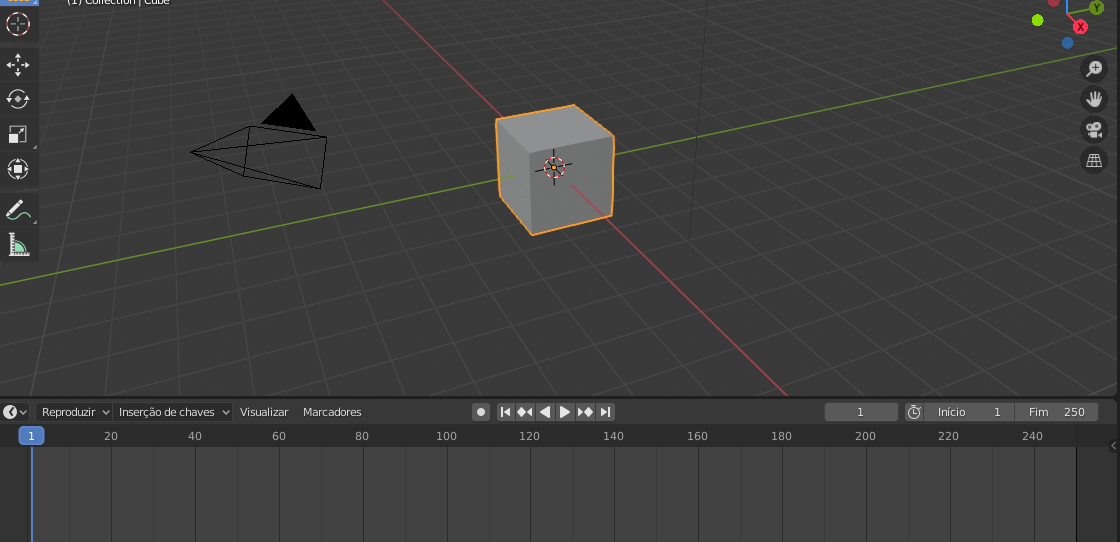 (1) Collection | Cube
Y
X
Reproduzir Inserção de chaves Visualizar Marcadores 1 Início 1 Fim 250
1 20 40 60 80 100 120 140 160 180 200 220 240